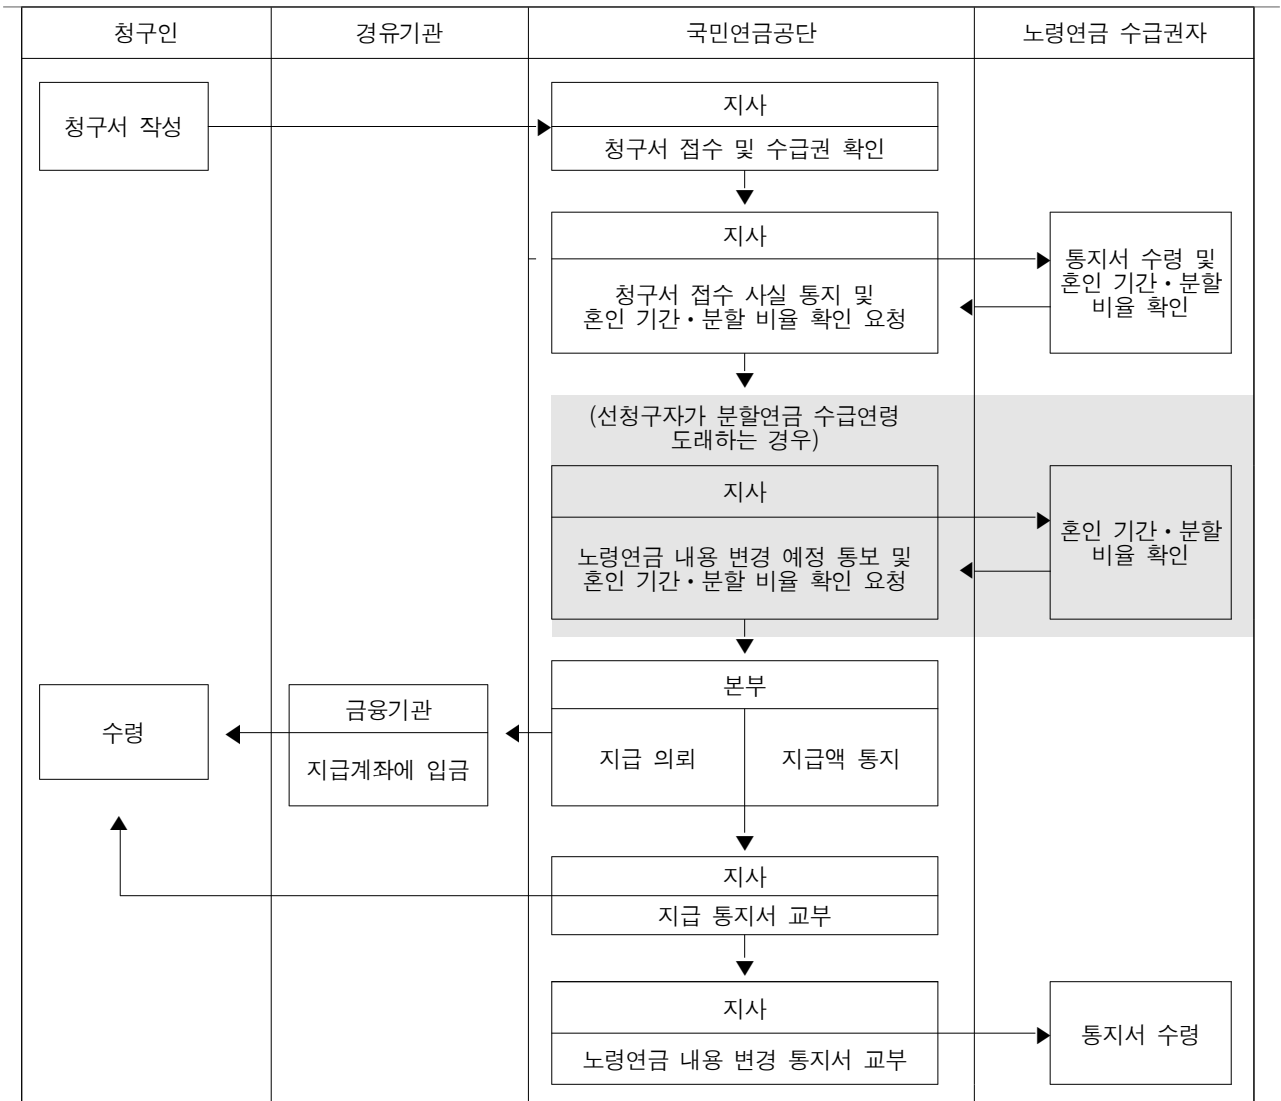 청구인
경유기관
국민연금공단
노령연금 수급권자
청구서 작성
지사
청구서 접수 및 수급권 확인
지사
청구서 접수 사실 통지 및
혼인 기간·분할 비율 확인 요청
통지서 수령 및
혼인 기간·분할
비율 확인
(선청구자가 분할연금 수급연령
도래하는 경우)
지사
노령연금 내용 변경 예정 통보 및
혼인 기간·분할 비율 확인 요청
혼인 기간·분할
비율 확인
본부
지급 의뢰
지급액 통지
금융기관
지급계좌에 입금
수령
지사
지급 통지서 교부
지사
노령연금 내용 변경 통지서 교부
통지서 수령